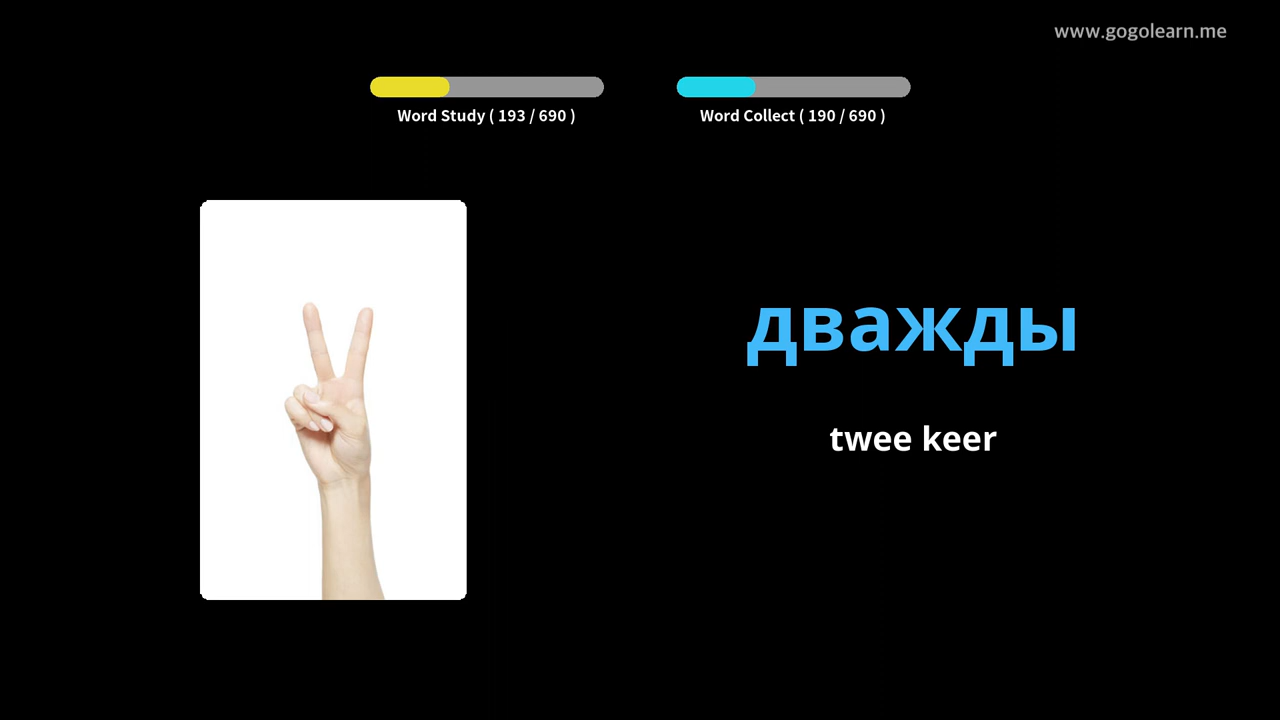 www.gogolearn.me
Word Study ( 193 / 690 )
Word Collect ( 190 / 690 )
дважды
twee keer